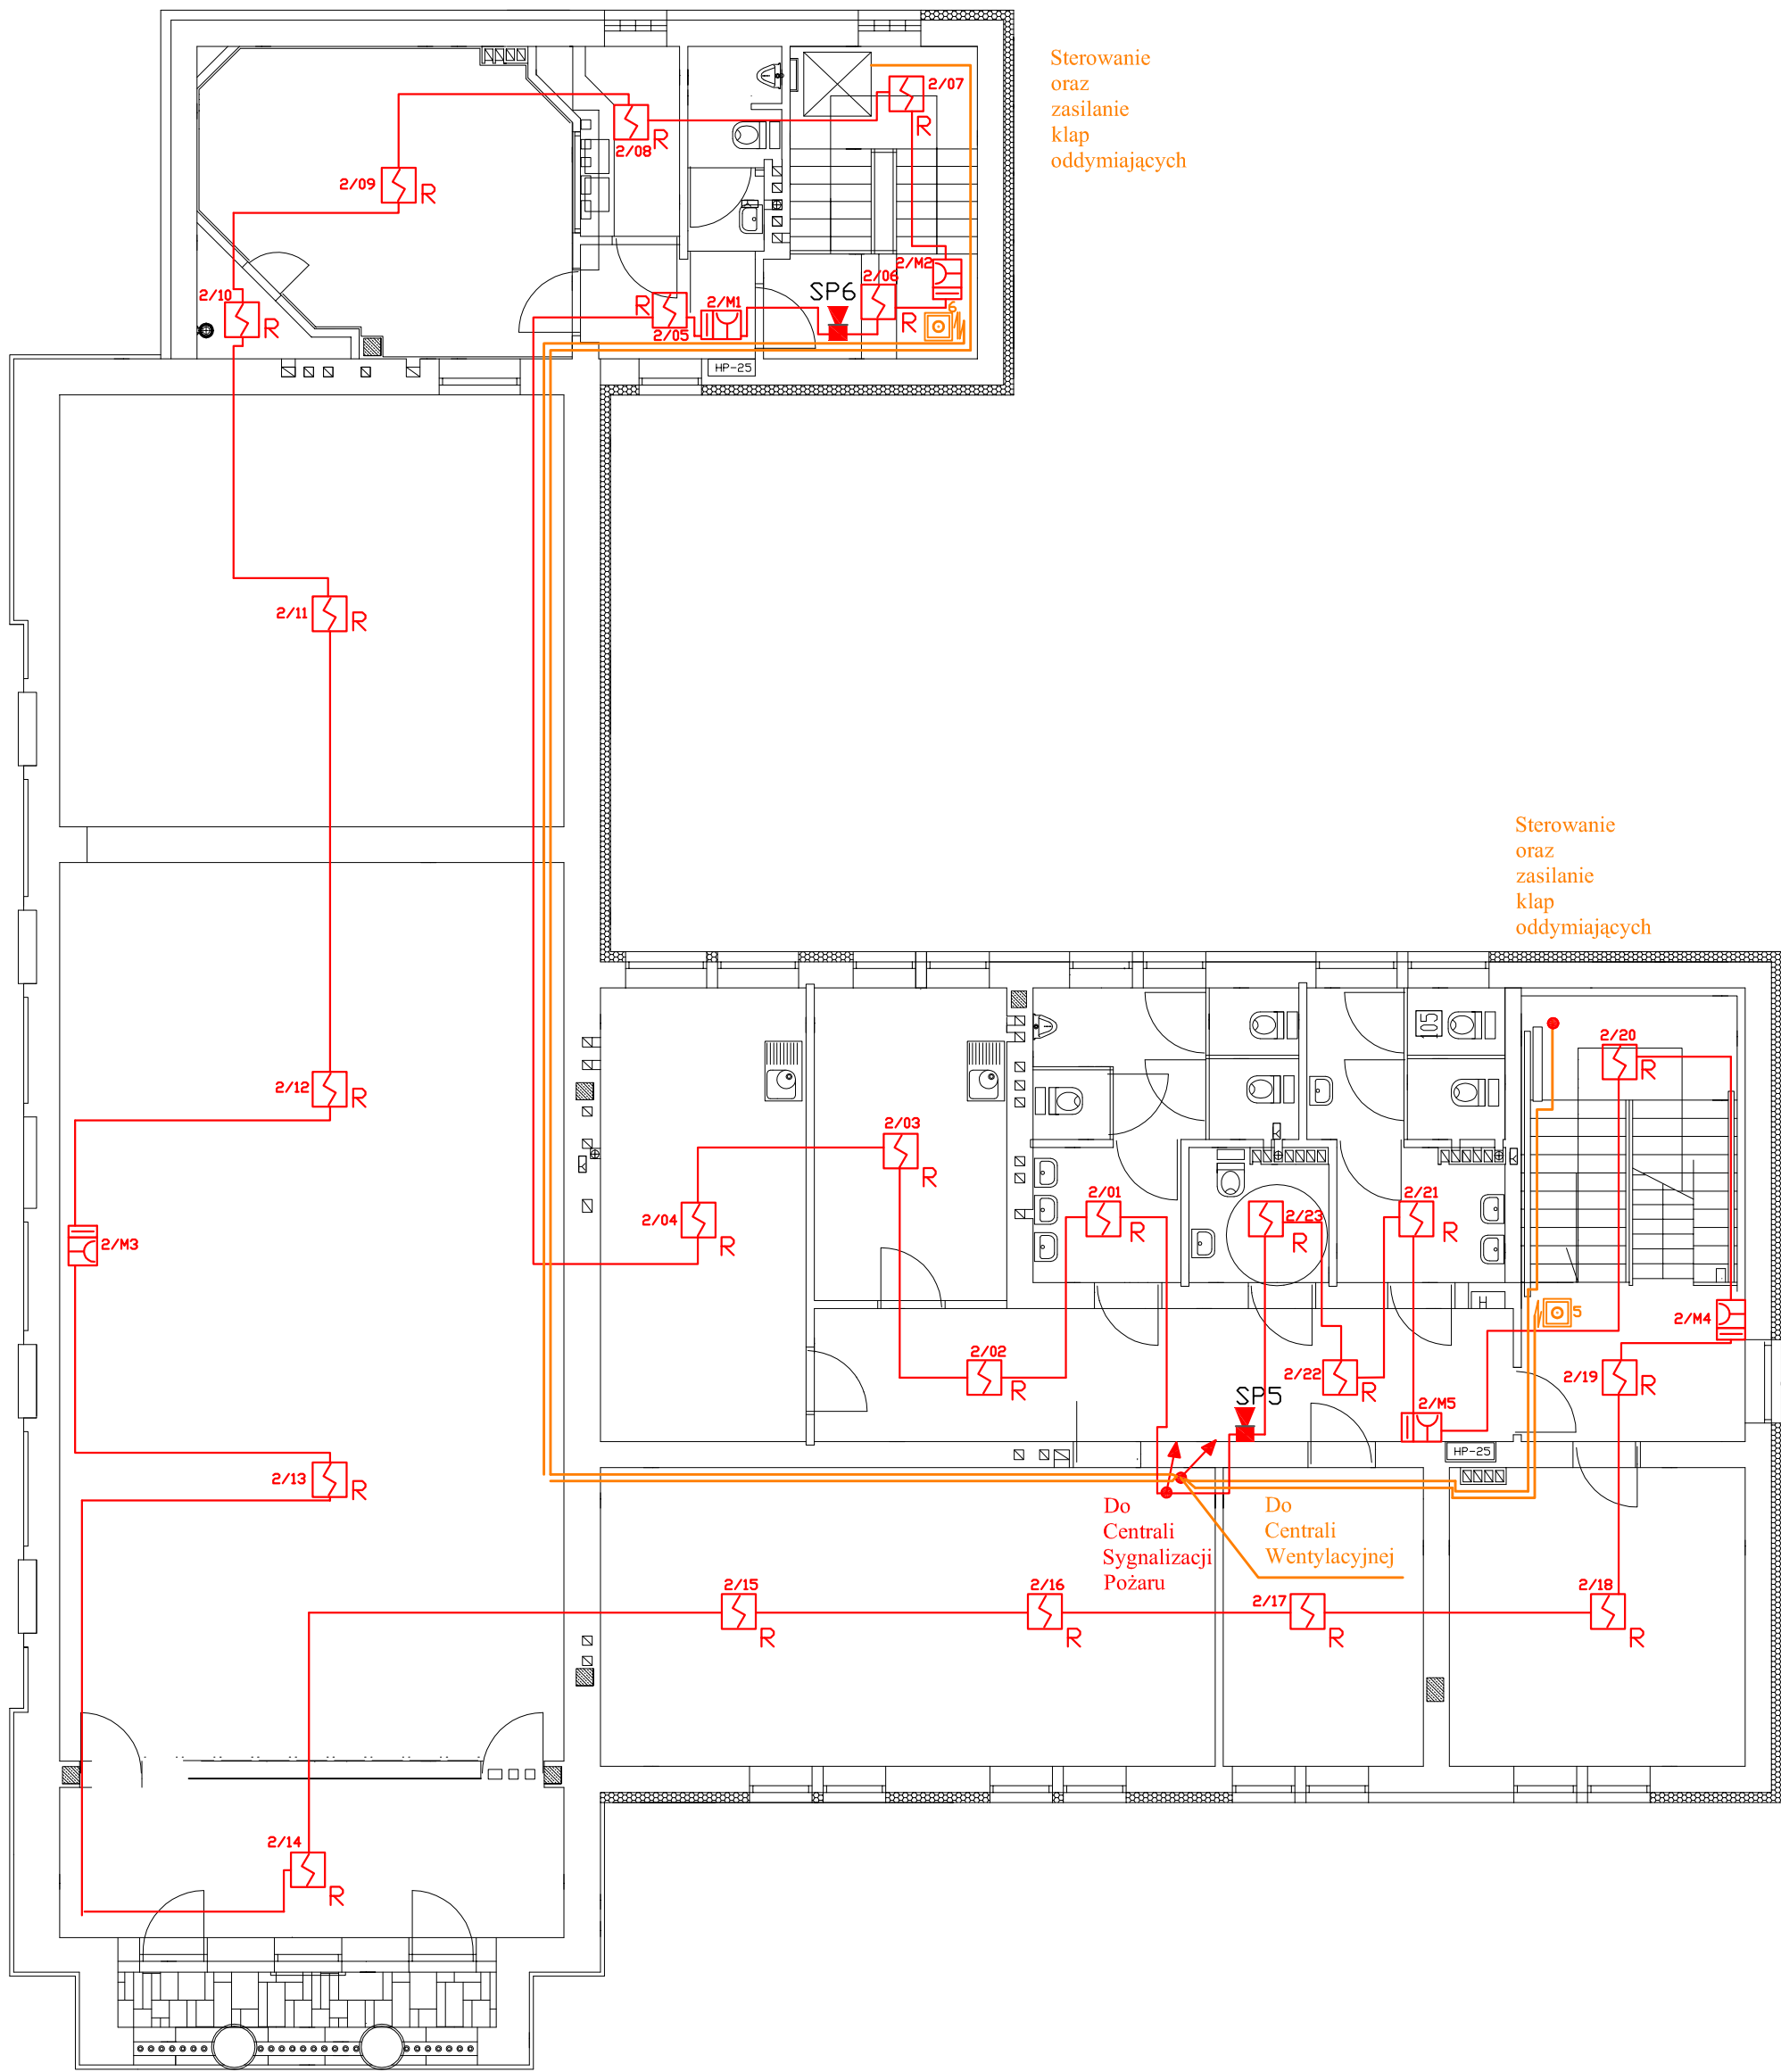 Sterowanie
oraz
zasilanie
klap
oddymiających
2/07
R
2/08
R
2/09
R
2/M2
2/06
R
6
SP6
2/10
R
R
2/05
2/M1
HP-25
2/11
R
Sterowanie
oraz
zasilanie
klap
oddymiających
105
2/20
R
2/12
R
2/03
R
2/04
R
2/01
R
2/23
R
2/21
R
2/M3
H
5
2/M4
2/02
R
2/22
R
2/19
R
SP5
2/M5
HP-25
2/13
R
Do
Centrali
Sygnalizacji
Pożaru
Do
Centrali
Wentylacyjnej
2/15
R
2/16
R
2/17
R
2/18
R
2/14
R